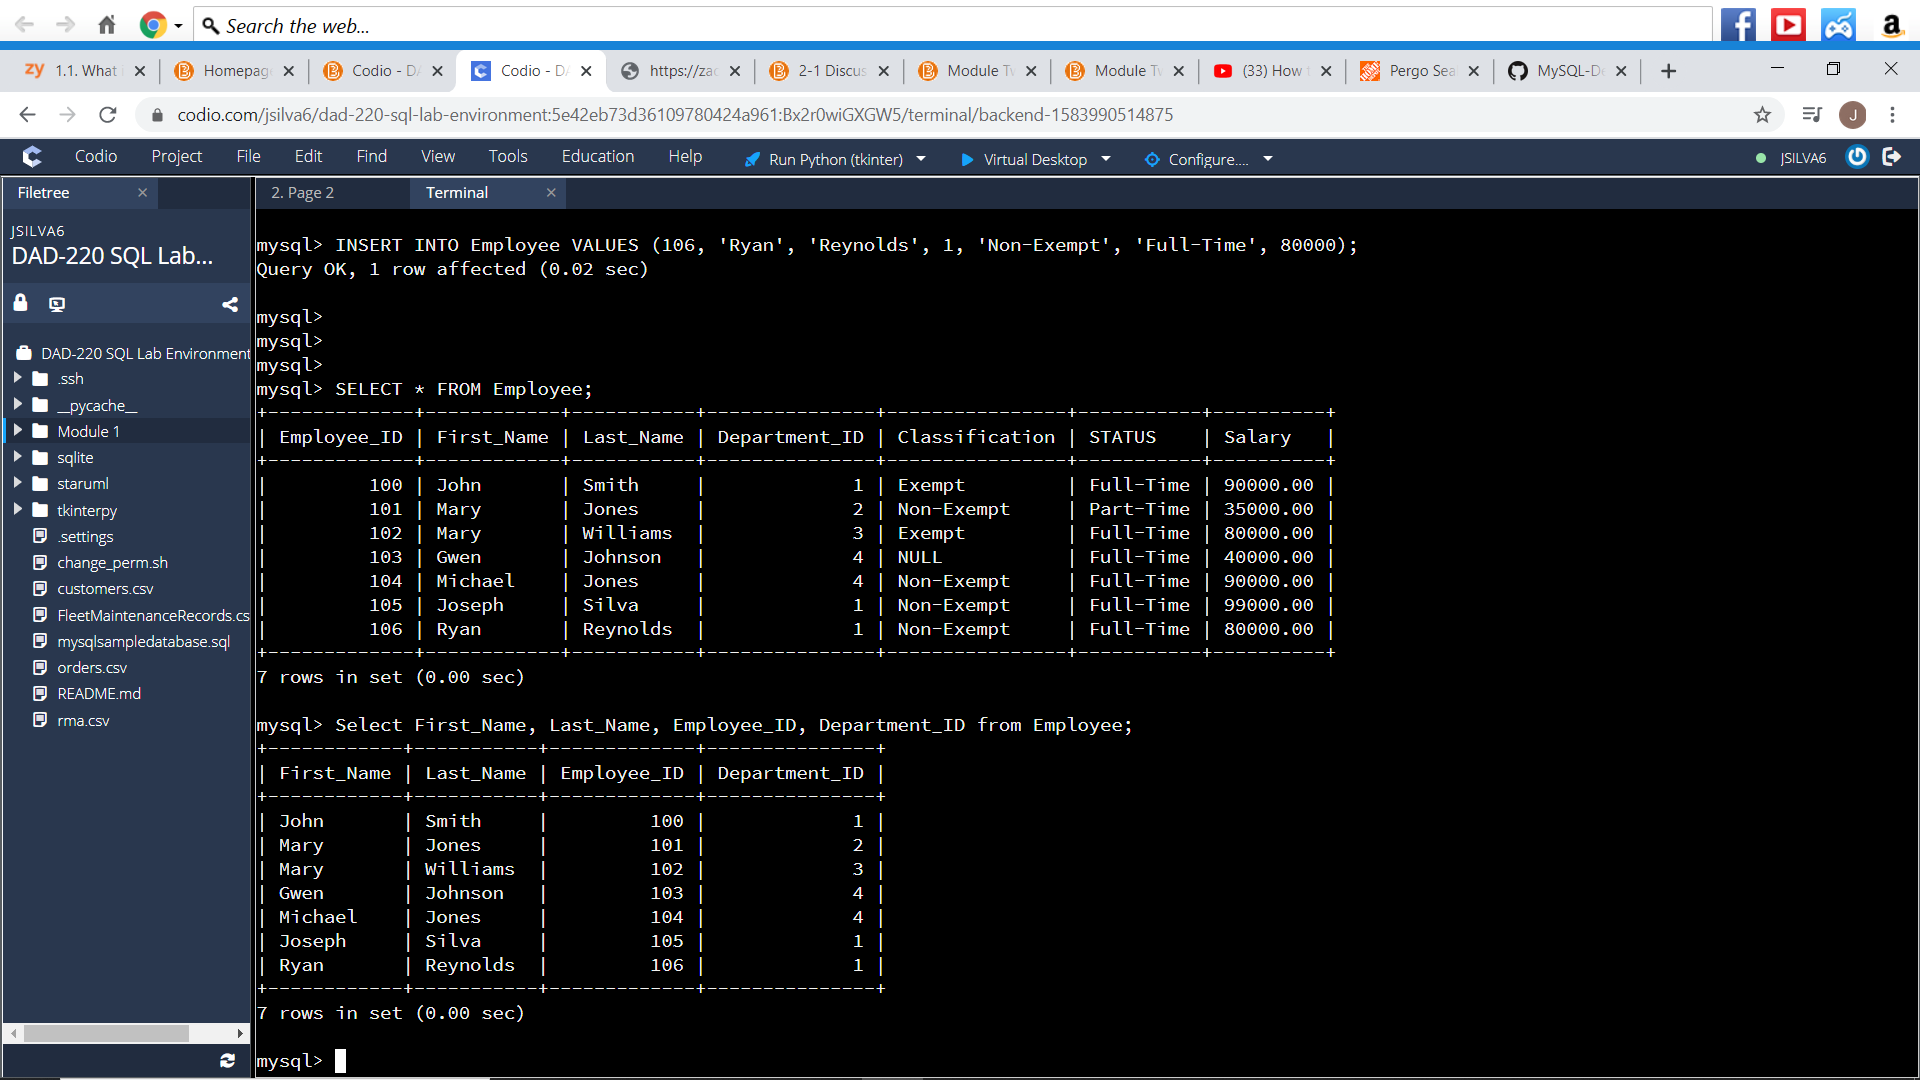 Search the web...
zy 1.1. What
Homepag
Codio - DA
Codio - DA
https://zac
2-1 Discus
Module Tw
Module Tw
(33) How t
Pergo Seal
MySQL-De
codio.com/jsilva6/dad-220-sql-lab-environment:5e42eb73d36109780424a961:Bx2r0wiGXGW5/terminal/backend-1583990514875
J
Codio Project File Edit Find View Tools Education Help Run Python (tkinter) Virtual Desktop Configure.... JSILVA6
Filetree
2. Page 2
Terminal
JSILVA6
DAD-220 SQL Lab...
DAD-220 SQL Lab Environment
.ssh
__pycache__
Module 1
sqlite
staruml
tkinterpy
.settings
change_perm.sh
customers.csv
FleetMaintenanceRecords.cs
mysqlsampledatabase.sql
orders.csv
README.md
rma.csv
mysql> INSERT INTO Employee VALUES (106, 'Ryan', 'Reynolds', 1, 'Non-Exempt', 'Full-Time', 80000);
Query OK, 1 row affected (0.02 sec)
mysql>
mysql>
mysql>
mysql> SELECT * FROM Employee;
+-------------+------------+-----------+---------------+----------------+-----------+----------+
| Employee_ID | First_Name | Last_Name | Department_ID | Classification | STATUS    | Salary   |
+-------------+------------+-----------+---------------+----------------+-----------+----------+
|         100 | John       | Smith     |             1 | Exempt         | Full-Time | 90000.00 |
|         101 | Mary       | Jones     |             2 | Non-Exempt     | Part-Time | 35000.00 |
|         102 | Mary       | Williams  |             3 | Exempt         | Full-Time | 80000.00 |
|         103 | Gwen       | Johnson   |             4 | NULL           | Full-Time | 40000.00 |
|         104 | Michael    | Jones     |             4 | Non-Exempt     | Full-Time | 90000.00 |
|         105 | Joseph     | Silva     |             1 | Non-Exempt     | Full-Time | 99000.00 |
|         106 | Ryan       | Reynolds  |             1 | Non-Exempt     | Full-Time | 80000.00 |
+-------------+------------+-----------+---------------+----------------+-----------+----------+
7 rows in set (0.00 sec)
mysql> Select First_Name, Last_Name, Employee_ID, Department_ID from Employee;
+------------+-----------+-------------+---------------+
| First_Name | Last_Name | Employee_ID | Department_ID |
+------------+-----------+-------------+---------------+
| John       | Smith     |         100 |             1 |
| Mary       | Jones     |         101 |             2 |
| Mary       | Williams  |         102 |             3 |
| Gwen       | Johnson   |         103 |             4 |
| Michael    | Jones     |         104 |             4 |
| Joseph     | Silva     |         105 |             1 |
| Ryan       | Reynolds  |         106 |             1 |
+------------+-----------+-------------+---------------+
7 rows in set (0.00 sec)
mysql>